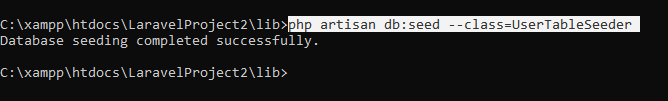 C:\xampp\htdocs\LaravelProject2\lib>php artisan db:seed --class=UserTableSeeder
Database seeding completed successfully.
C:\xampp\htdocs\LaravelProject2\lib>